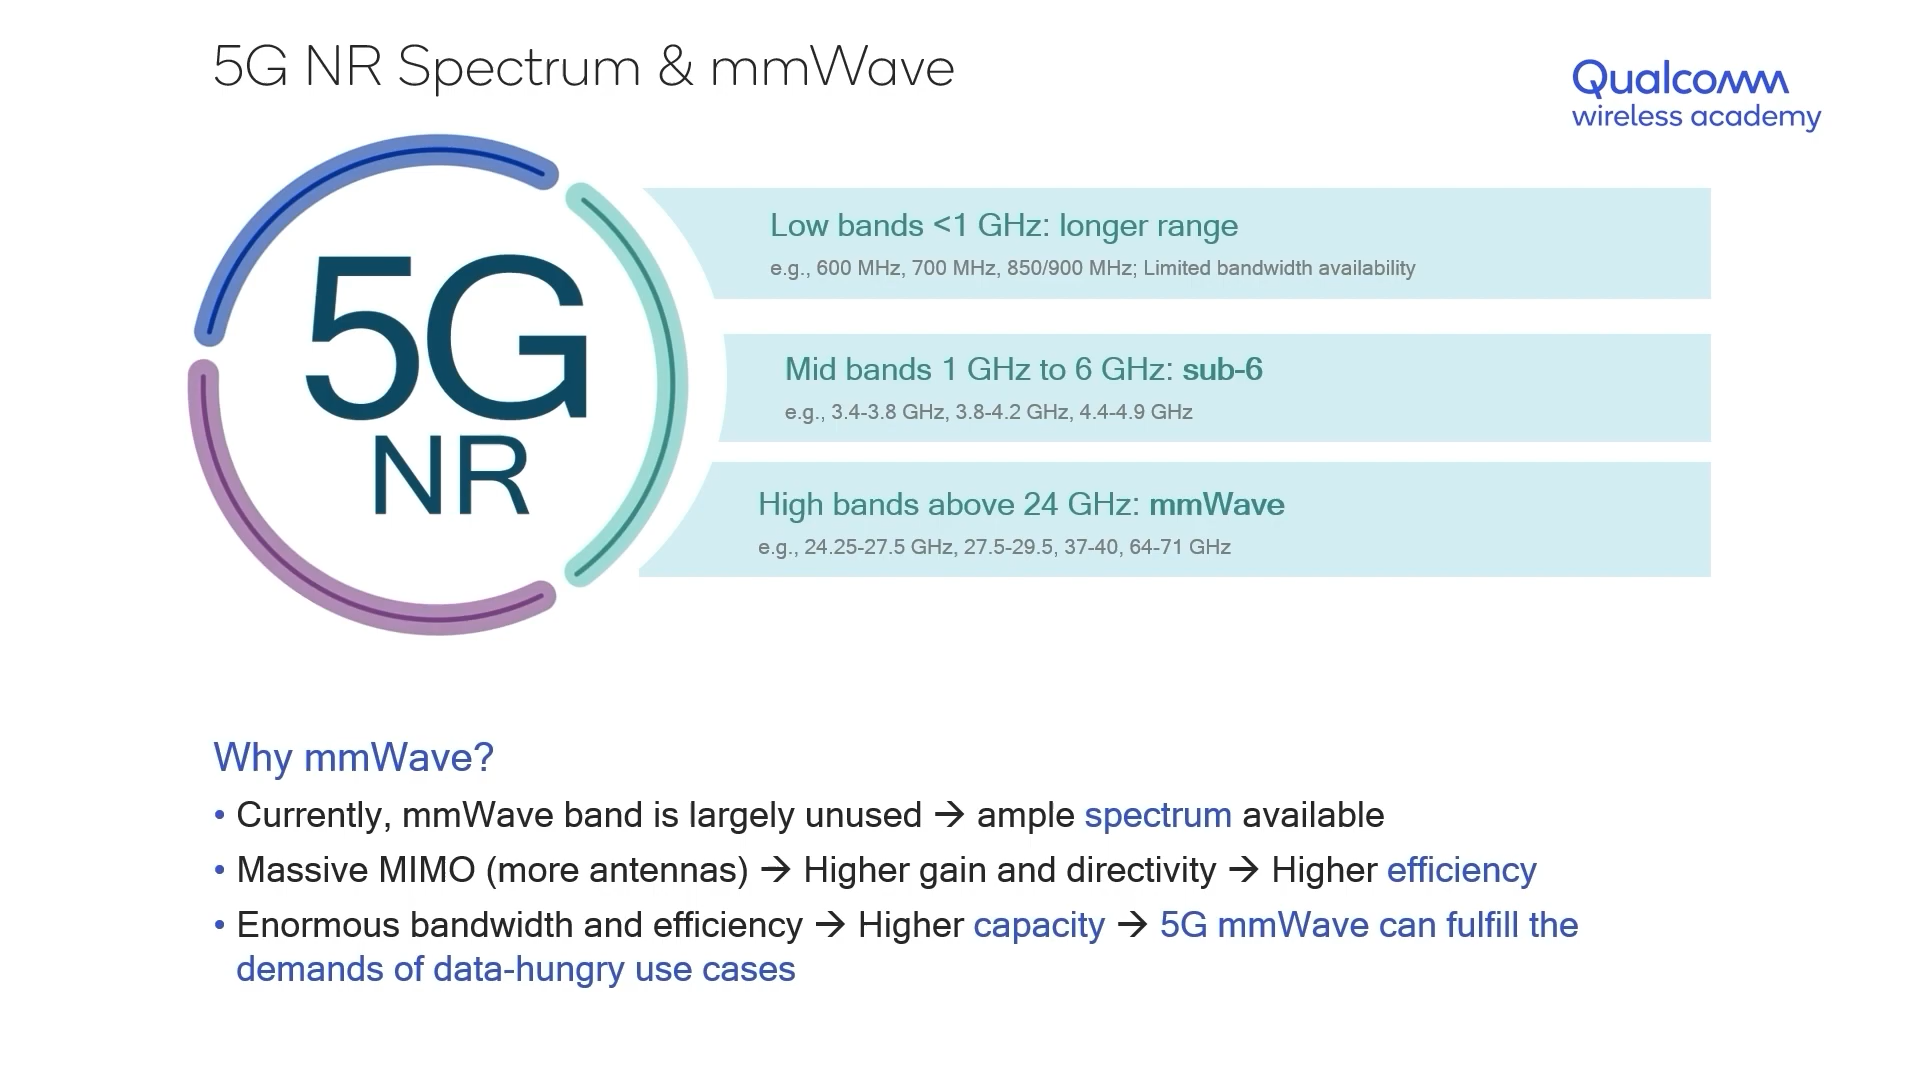 5G NR Spectrum & mmWave
Qualcomm
wireless academy
5G
NR
Low bands <1 GHz: longer range
e.g., 600 MHz, 700 MHz, 850/900 MHz; Limited bandwidth availability
Mid bands 1 GHz to 6 GHz: sub-6
e.g., 3.4-3.8 GHz, 3.8-4.2 GHz, 4.4-4.9 GHz
High bands above 24 GHz: mmWave
e.g., 24.25-27.5 GHz, 27.5-29.5, 37-40, 64-71 GHz
Why mmWave?
• Currently, mmWave band is largely unused → ample spectrum available
• Massive MIMO (more antennas) → Higher gain and directivity → Higher efficiency
• Enormous bandwidth and efficiency → Higher capacity → 5G mmWave can fulfill the
demands of data-hungry use cases